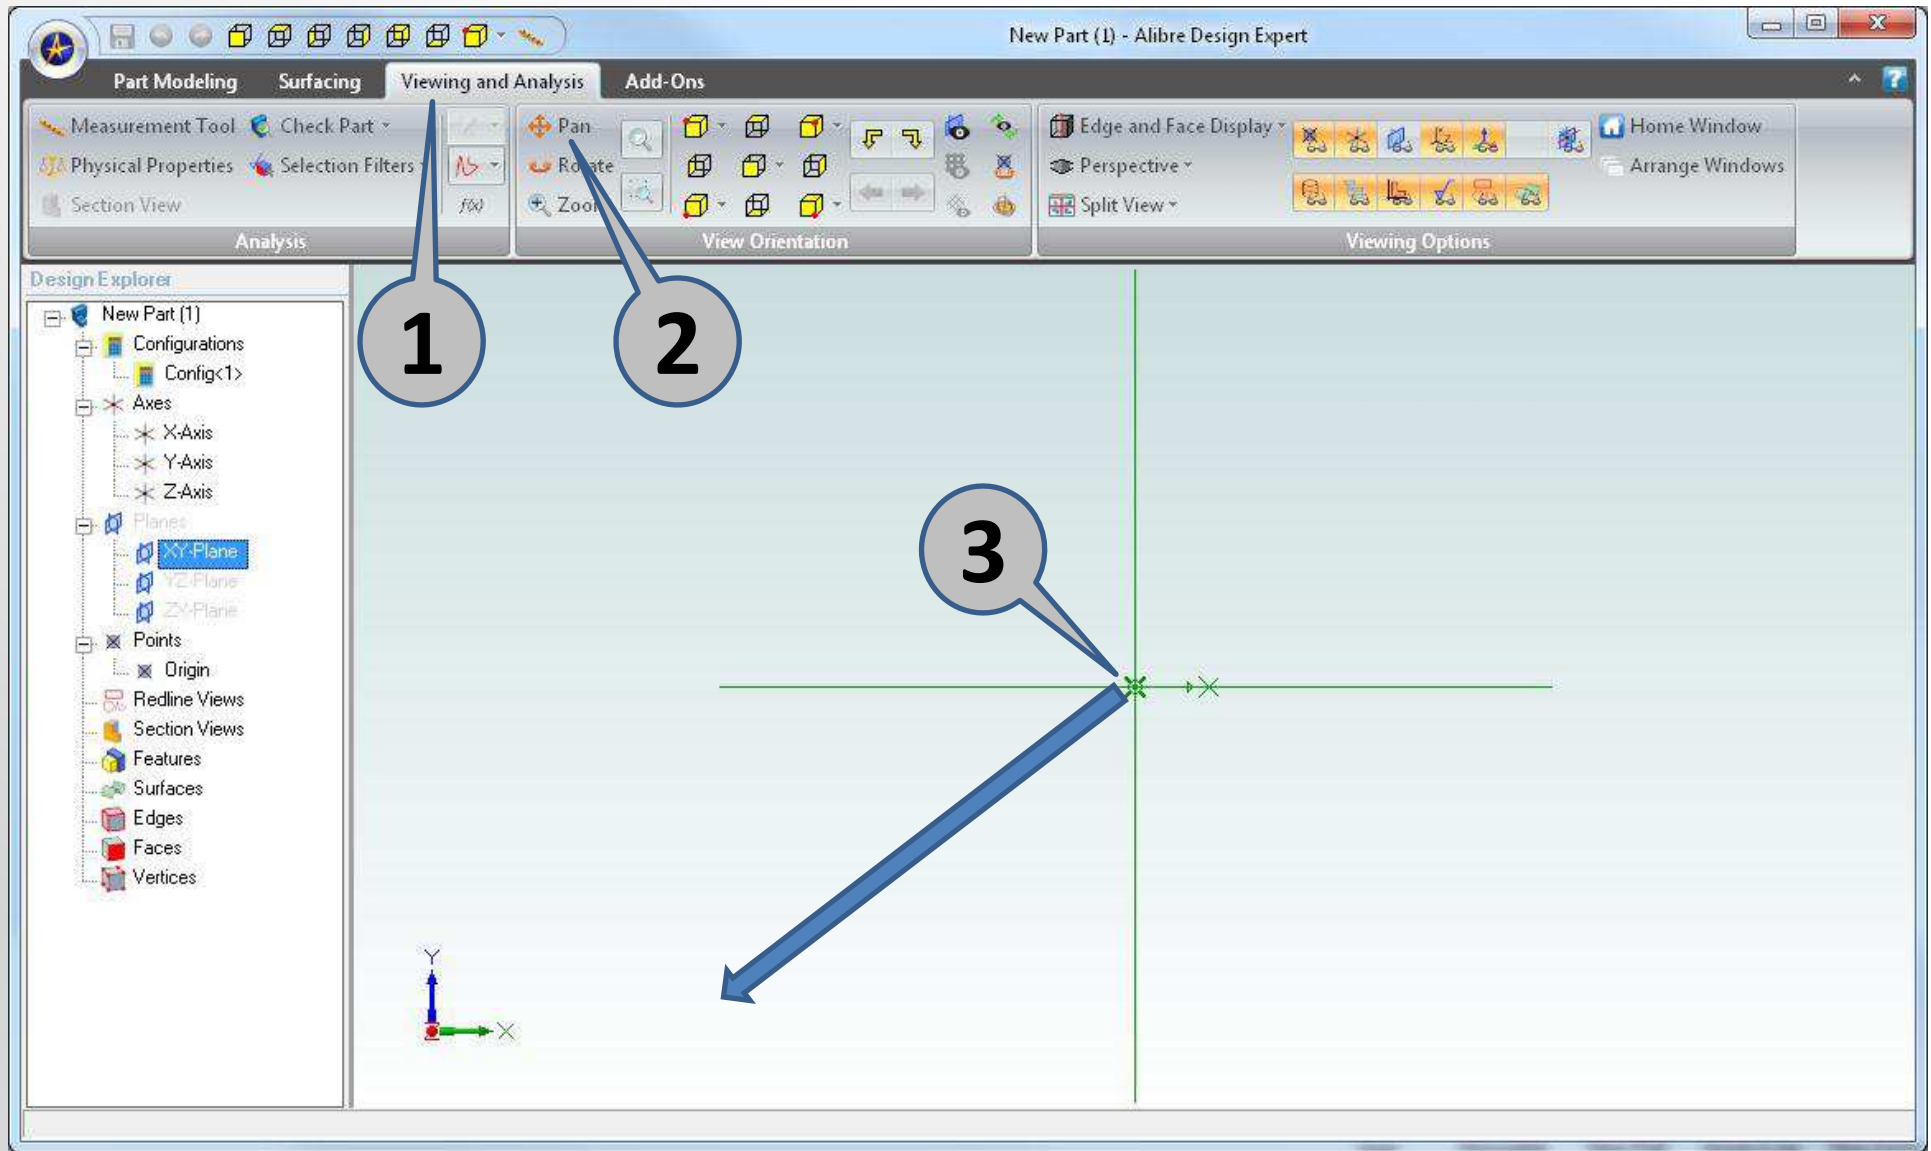 New Part (1) - Alibre Design Expert
Part Modeling Surfacing Viewing and Analysis Add-Ons
Measurement Tool Check Part Pan Edge and Face Display Home Window
Physical Properties Selection Filters Rotate Perspective Arrange Windows
Section View f(x) Zoom Split View
Analysis View Orientation Viewing Options
Design Explorer
New Part (1)
Configurations
Config<1>
Axes
X-Axis
Y-Axis
Z-Axis
Planes
XY-Plane
YZ-Plane
ZX-Plane
Points
Origin
Redline Views
Section Views
Features
Surfaces
Edges
Faces
Vertices
1
2
3
X
Y
X
Z